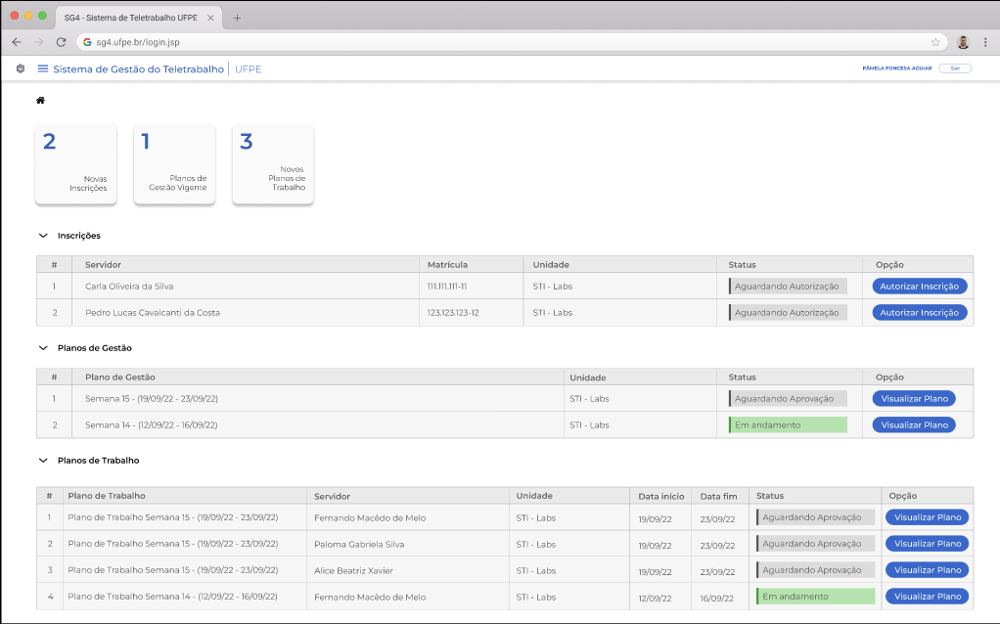 SG4 - Sistema de Teletrabalho UFPE
sg4.ufpe.br/login.jsp
Sistema de Gestão do Teletrabalho UFPE PÂMELA FONCESA AGUIAR Sair
2 Novas Inscrições
1 Planos de Gestão Vigente
3 Novos Planos de Trabalho
Inscrições
# Servidor Matrícula Unidade Status Opção
1 Carla Oliveira da Silva 111.111.111-11 STI - Labs Aguardando Autorização Autorizar Inscrição
2 Pedro Lucas Cavalcanti da Costa 123.123.123-12 STI - Labs Aguardando Autorização Autorizar Inscrição
Planos de Gestão
# Plano de Gestão Unidade Status Opção
1 Semana 15 - (19/09/22 - 23/09/22) STI - Labs Aguardando Aprovação Visualizar Plano
2 Semana 14 - (12/09/22 - 16/09/22) STI - Labs Em andamento Visualizar Plano
Planos de Trabalho
# Plano de Trabalho Servidor Unidade Data início Data fim Status Opção
1 Plano de Trabalho Semana 15 - (19/09/22 - 23/09/22) Fernando Macêdo de Melo STI - Labs 19/09/22 23/09/22 Aguardando Aprovação Visualizar Plano
2 Plano de Trabalho Semana 15 - (19/09/22 - 23/09/22) Paloma Gabriela Silva STI - Labs 19/09/22 23/09/22 Aguardando Aprovação Visualizar Plano
3 Plano de Trabalho Semana 15 - (19/09/22 - 23/09/22) Alice Beatriz Xavier STI - Labs 19/09/22 23/09/22 Aguardando Aprovação Visualizar Plano
4 Plano de Trabalho Semana 14 - (12/09/22 - 16/09/22) Fernando Macêdo de Melo STI - Labs 12/09/22 16/09/22 Em andamento Visualizar Plano